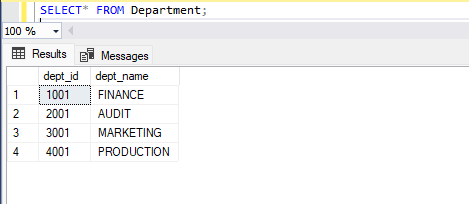 SELECT* FROM Department;
100 %
Results Messages
dept_id dept_name
1 1001 FINANCE
2 2001 AUDIT
3 3001 MARKETING
4 4001 PRODUCTION